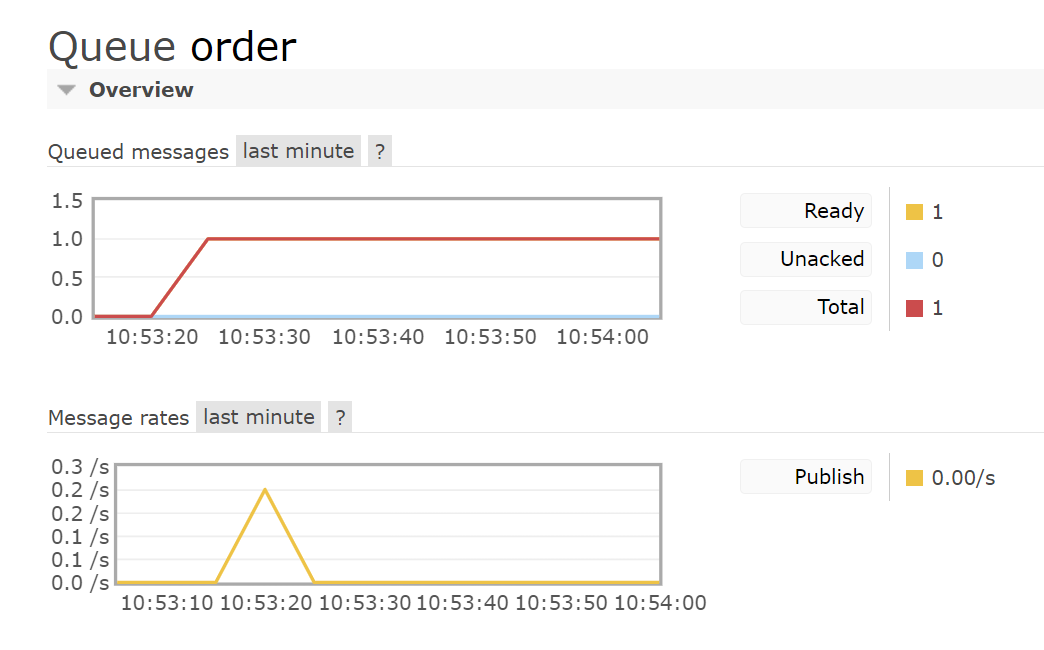 Queue order
Overview
Queued messages last minute ?
1.5
1.0
0.5
0.0
10:53:20 10:53:30 10:53:40 10:53:50 10:54:00
Ready 1
Unacked 0
Total 1
Message rates last minute ?
0.3 /s
0.2 /s
0.2 /s
0.1 /s
0.1 /s
0.0 /s
10:53:10 10:53:20 10:53:30 10:53:40 10:53:50 10:54:00
Publish 0.00/s